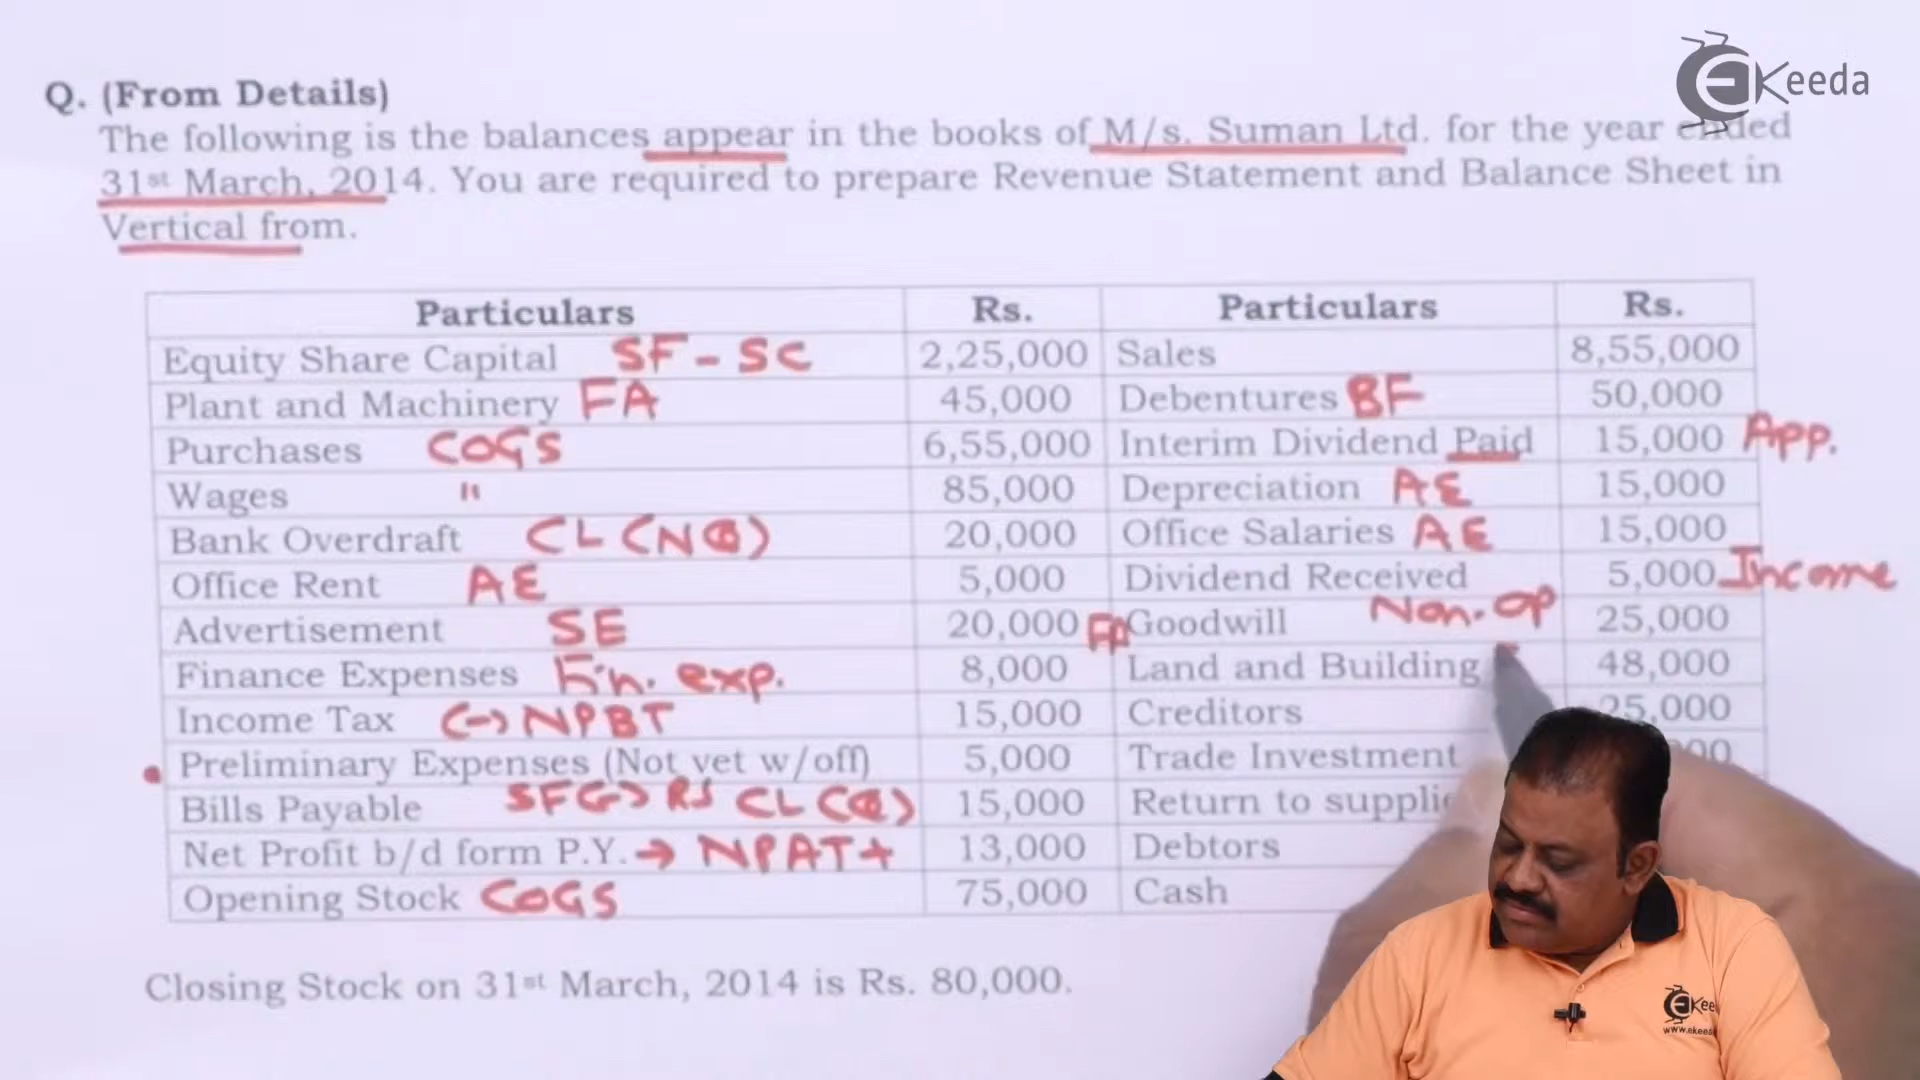 Keeda
Q. (From Details)
The following is the balances appear in the books of M/s. Suman Ltd. for the year ended
31st March, 2014. You are required to prepare Revenue Statement and Balance Sheet in
Vertical from.
Particulars Rs. Particulars Rs.
Equity Share Capital SF - SC 2,25,000 Sales 8,55,000
Plant and Machinery FA 45,000 Debentures BF 50,000
Purchases COGS 6,55,000 Interim Dividend Paid 15,000 App.
Wages " 85,000 Depreciation AE 15,000
Bank Overdraft CL (NQ) 20,000 Office Salaries AE 15,000
Office Rent AE 5,000 Dividend Received 5,000 Income
Non. op
Advertisement SE 20,000 FA Goodwill 25,000
Finance Expenses Fin. exp. 8,000 Land and Building 48,000
Income Tax (-) NPBT 15,000 Creditors 25,000
Preliminary Expenses (Not yet w/off) 5,000 Trade Investment
SF(-) RS
Bills Payable CL (Q) 15,000 Return to
Net Profit b/d form P.Y. → NPAT + 13,000 Debtors
Opening Stock COGS 75,000 Cash
Closing Stock on 31st March, 2014 is Rs. 80,000.